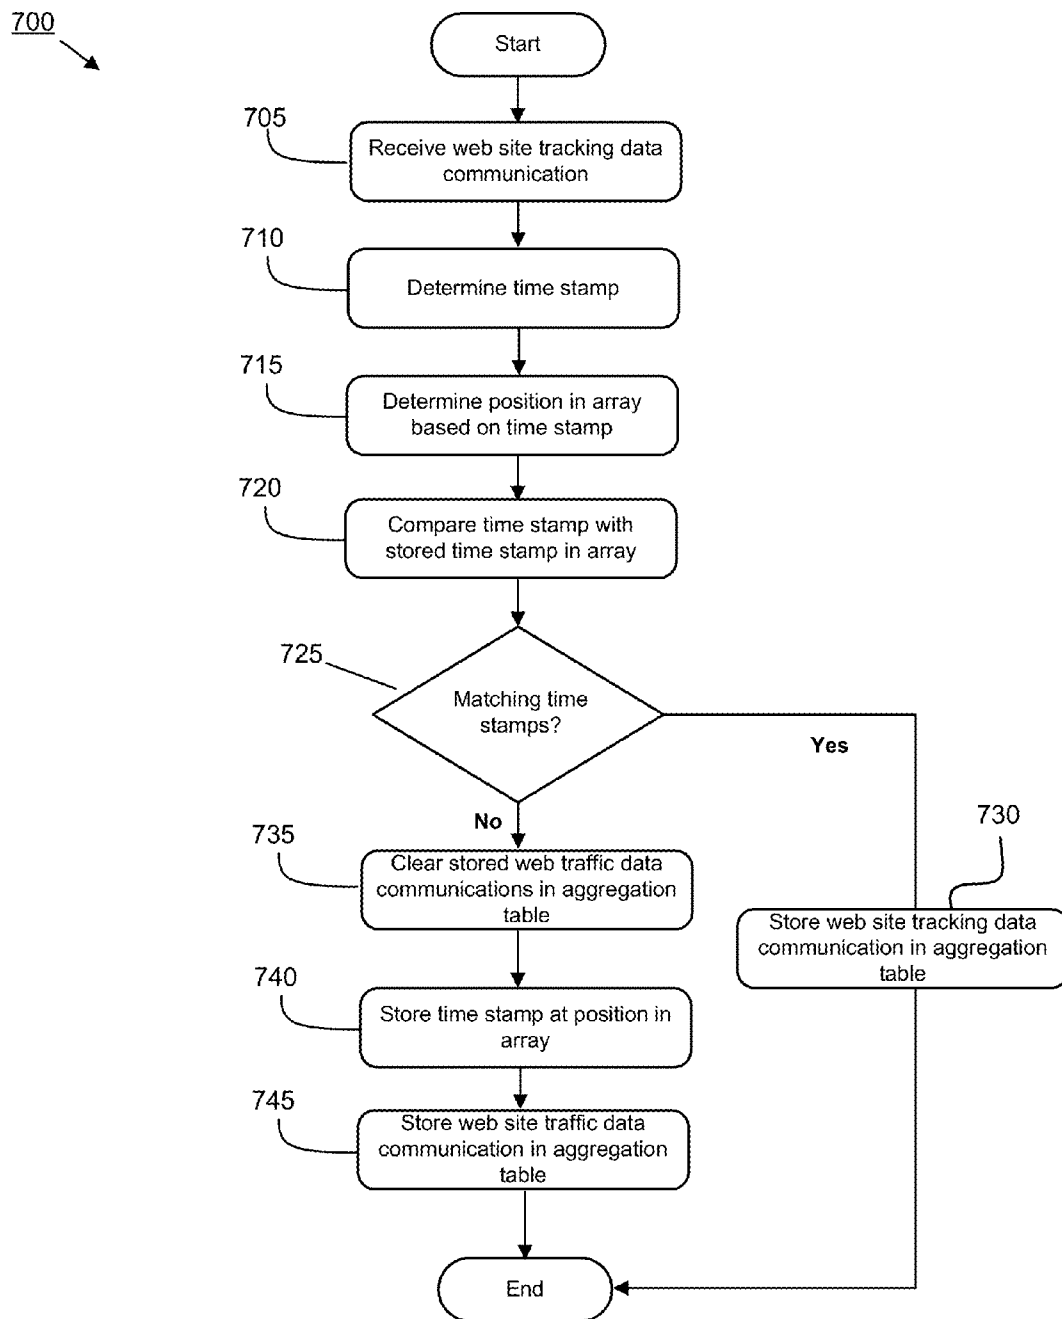 700
Start
705
Receive web site tracking data
communication
710
Determine time stamp
715
Determine position in array
based on time stamp
720
Compare time stamp with
stored time stamp in array
725
Matching time
stamps?
Yes
No
730
Store web site tracking data
communication in aggregation
table
735
Clear stored web traffic data
communications in aggregation
table
740
Store time stamp at position in
array
745
Store web site traffic data
communication in aggregation
table
End